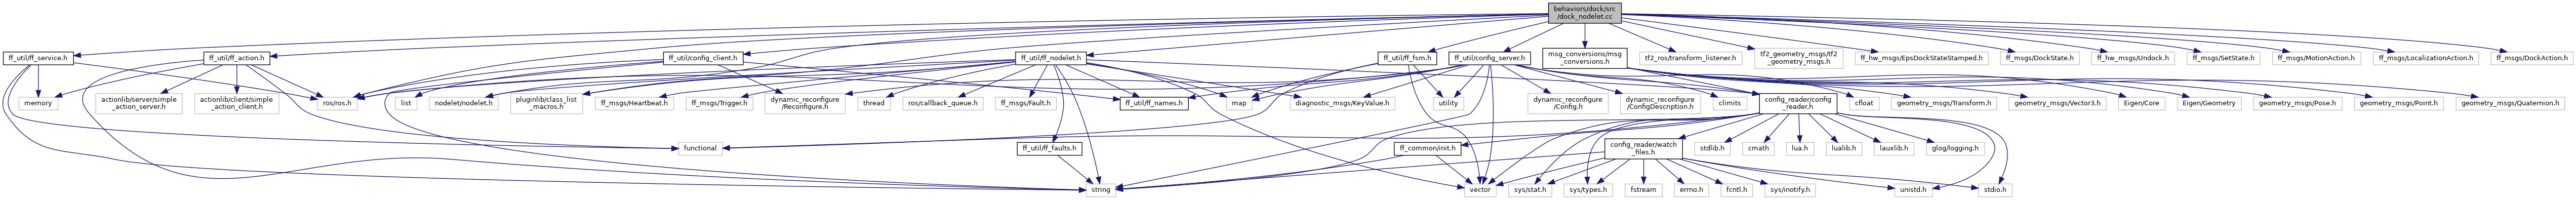 behaviors/dock/src
/dock_nodelet.cc
ff_util/ff_service.h
ff_util/ff_action.h
ff_util/config_client.h
ff_util/ff_nodelet.h
ff_util/ff_fsm.h
ff_util/config_server.h
msg_conversions/msg
_conversions.h
tf2_ros/transform_listener.h
tf2_geometry_msgs/tf2
_geometry_msgs.h
ff_hw_msgs/EpsDockStateStamped.h
ff_msgs/DockState.h
ff_hw_msgs/Undock.h
ff_msgs/SetState.h
ff_msgs/MotionAction.h
ff_msgs/LocalizationAction.h
ff_msgs/DockAction.h
memory
actionlib/server/simple
_action_server.h
actionlib/client/simple
_action_client.h
ros/ros.h
list
nodelet/nodelet.h
pluginlib/class_list
_macros.h
ff_msgs/Heartbeat.h
ff_msgs/Trigger.h
dynamic_reconfigure
/Reconfigure.h
thread
ros/callback_queue.h
ff_msgs/Fault.h
ff_util/ff_names.h
map
diagnostic_msgs/KeyValue.h
utility
dynamic_reconfigure
/Config.h
dynamic_reconfigure
/ConfigDescription.h
climits
config_reader/config
_reader.h
cfloat
geometry_msgs/Transform.h
geometry_msgs/Vector3.h
Eigen/Core
Eigen/Geometry
geometry_msgs/Pose.h
geometry_msgs/Point.h
geometry_msgs/Quaternion.h
functional
ff_util/ff_faults.h
ff_common/init.h
config_reader/watch
_files.h
stdlib.h
cmath
lua.h
lualib.h
lauxlib.h
glog/logging.h
string
vector
sys/stat.h
sys/types.h
fstream
errno.h
fcntl.h
sys/inotify.h
unistd.h
stdio.h